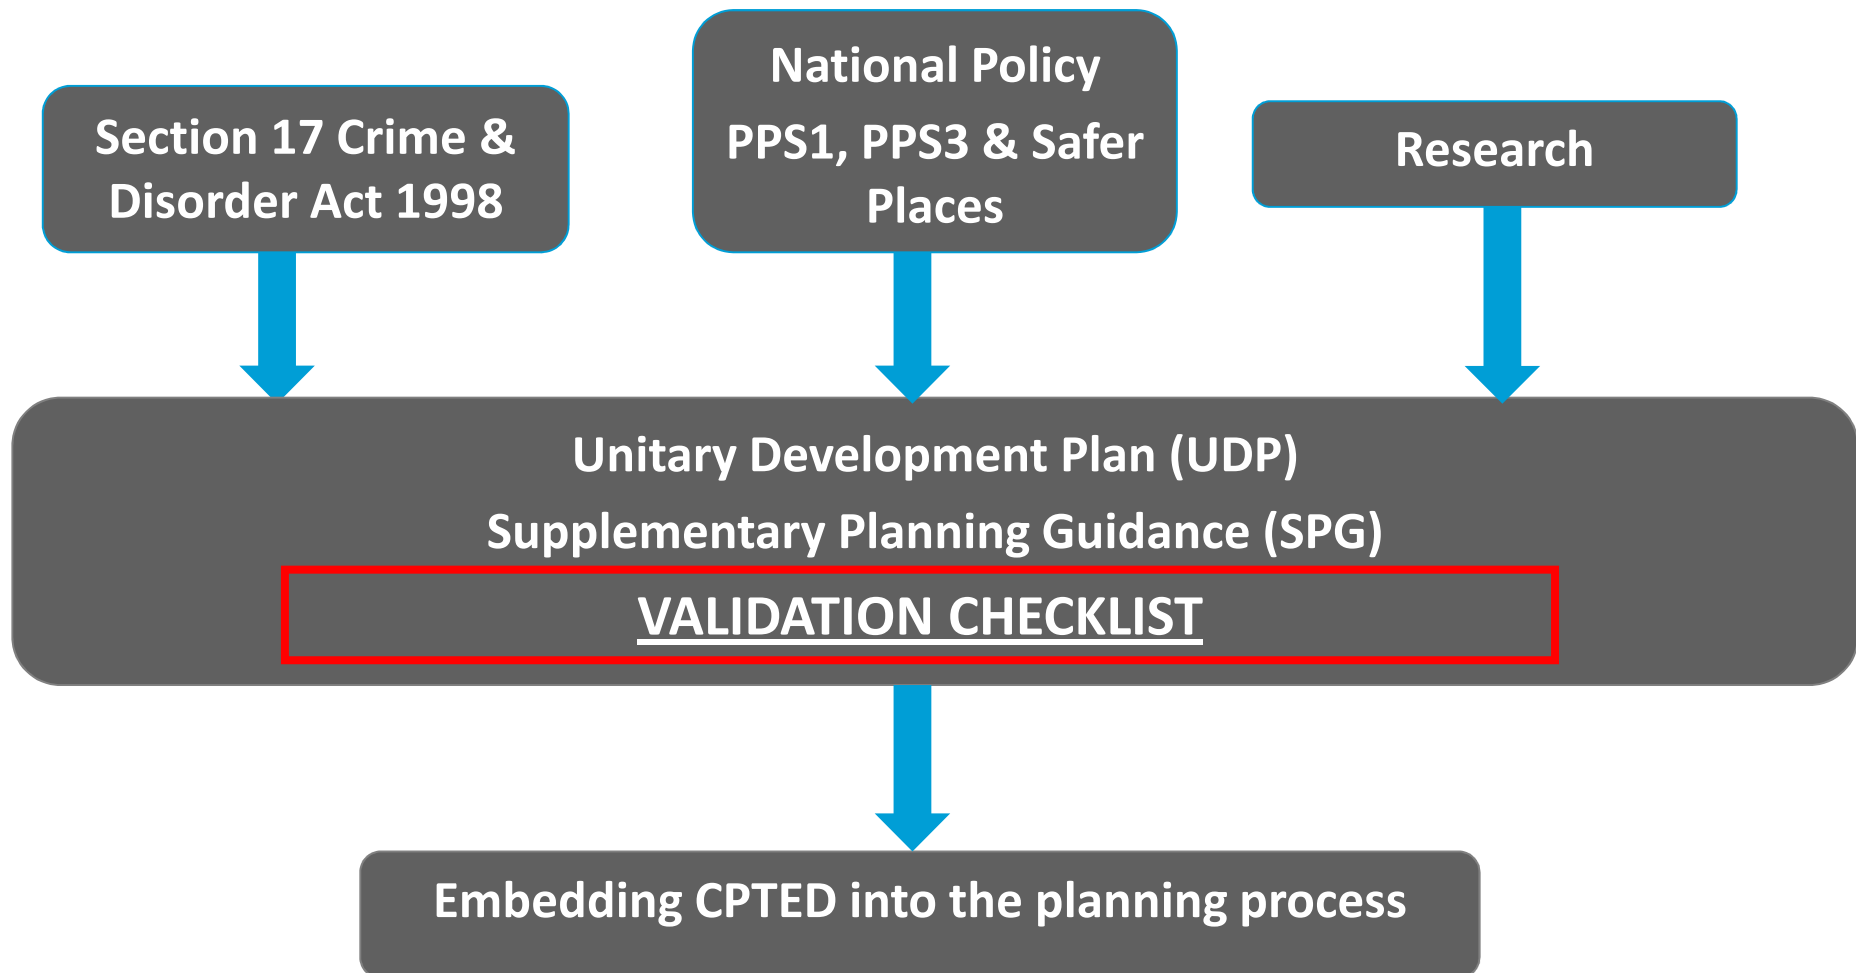 Section 17 Crime &
Disorder Act 1998
National Policy
PPS1, PPS3 & Safer
Places
Research
Unitary Development Plan (UDP)
Supplementary Planning Guidance (SPG)
VALIDATION CHECKLIST
Embedding CPTED into the planning process